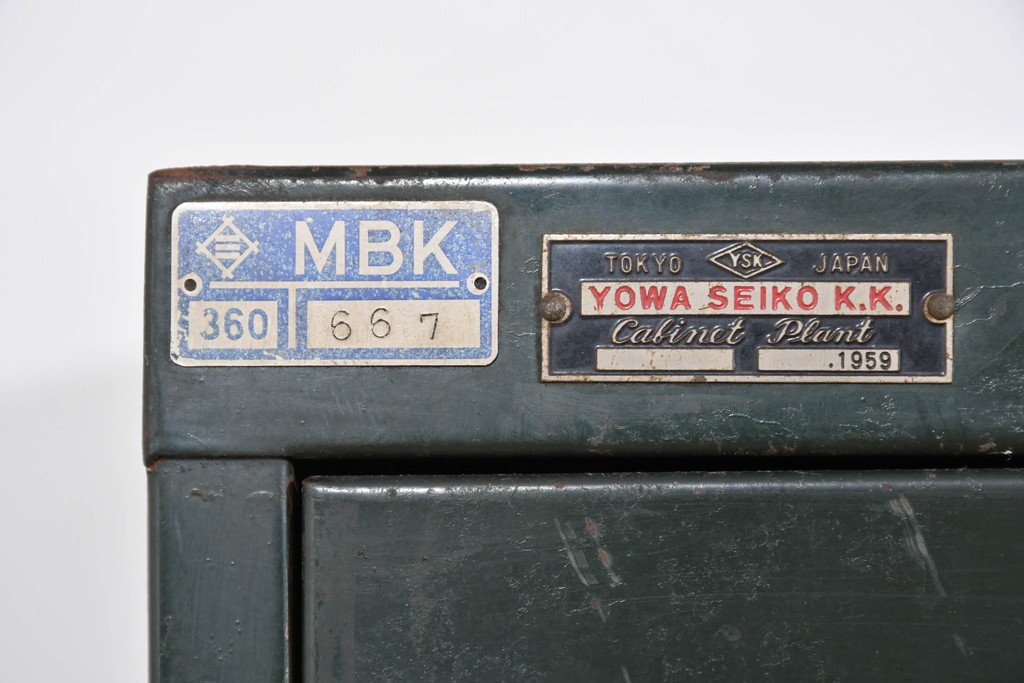 MBK
360 667
TOKYO YSK JAPAN
YOWA SEIKO K.K.
Cabinet Plant
.1959